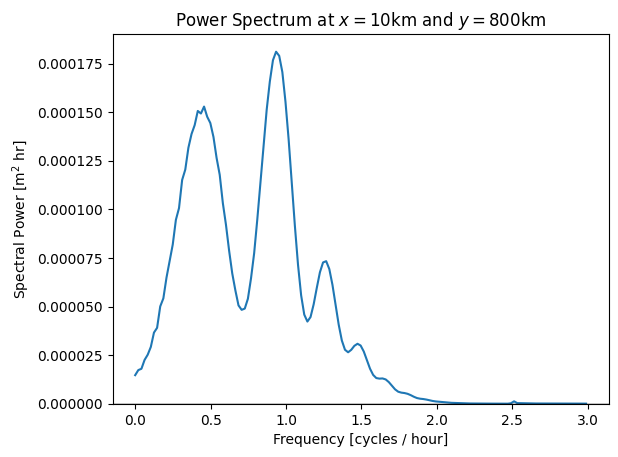 Power Spectrum at x = 10km and y = 800km
Spectral Power [m² hr]
0.000175
0.000150
0.000125
0.000100
0.000075
0.000050
0.000025
0.000000
0.0 0.5 1.0 1.5 2.0 2.5 3.0
Frequency [cycles / hour]